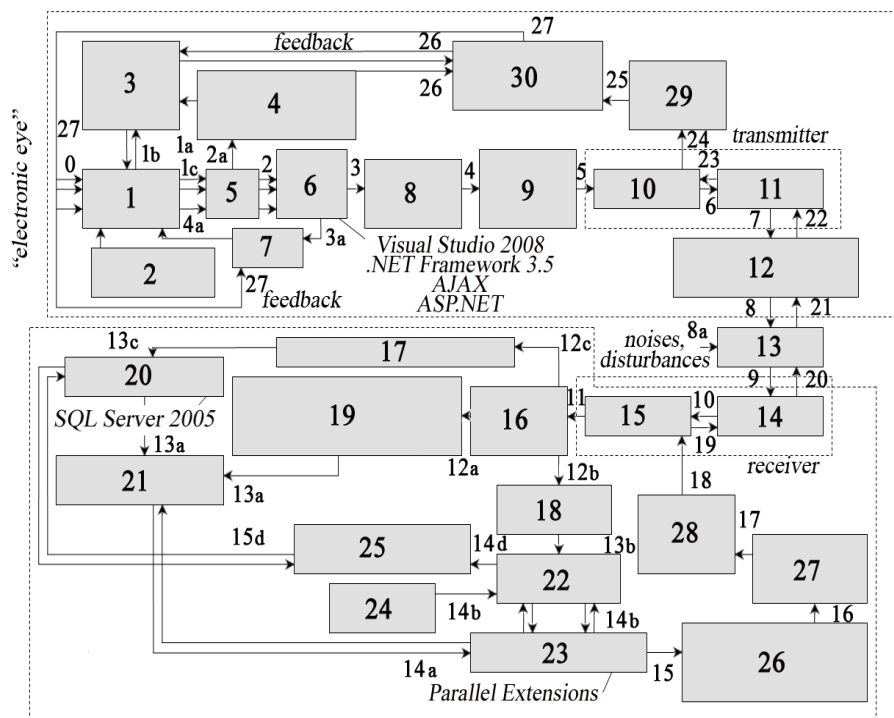 27
feedback 26
3
30
25
29
4
26
24
27
1b
1a
2a
transmitter
"electronic eye"
0
1
1c
5
2
6
3
8
4
9
5
10
23
6
11
4a
3a
7
7
22
2
27
feedback
Visual Studio 2008
.NET Framework 3.5
AJAX
ASP.NET
12
8
21
noises,
disturbances
8a
13
9
20
13c
17
12c
20
SQL Server 2005
19
16
11
15
10
19
14
receiver
13a
21
13a
12a
12b
18
18
28
17
27
15d
25
14d
13b
22
24
14b
14b
16
14a
23
15
26
Parallel Extensions